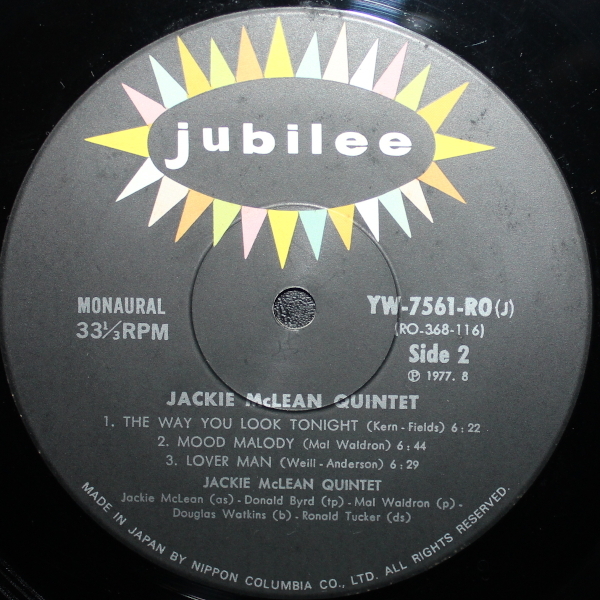 jubilee
MONAURAL
33⅓RPM
YW-7561-RO(J)
(RO-368-116)
Side 2
Ⓟ 1977. 8
JACKIE McLEAN QUINTET
1. THE WAY YOU LOOK TONIGHT (Kern - Fields) 6 : 22
2. MOOD MALODY (Mal Waldron) 6 : 44
3. LOVER MAN (Weill - Anderson) 6 : 29
JACKIE McLEAN QUINTET
Jackie McLean (as) - Donald Byrd (tp) - Mal Waldron (p) -
Douglas Watkins (b) - Ronald Tucker (ds)
MADE IN JAPAN BY NIPPON COLUMBIA CO., LTD. ALL RIGHTS RESERVED.